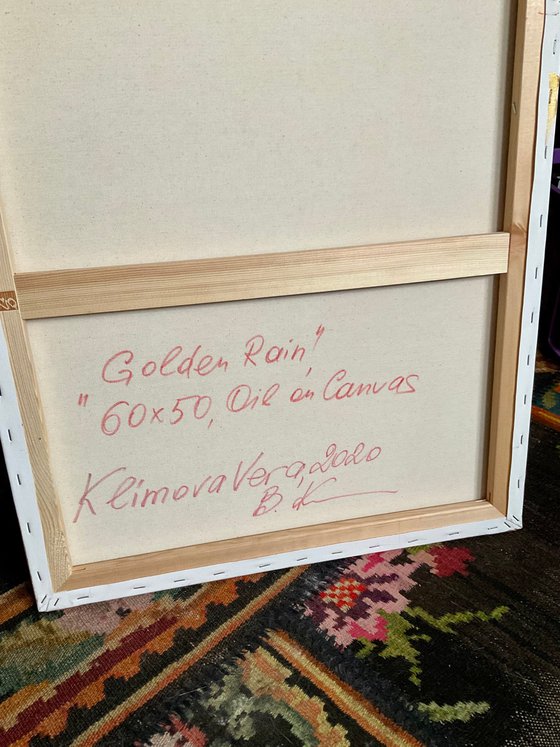 "Golden Rain",
60x50, Oil on Canvas
Klimova Vera, 2020
В. К